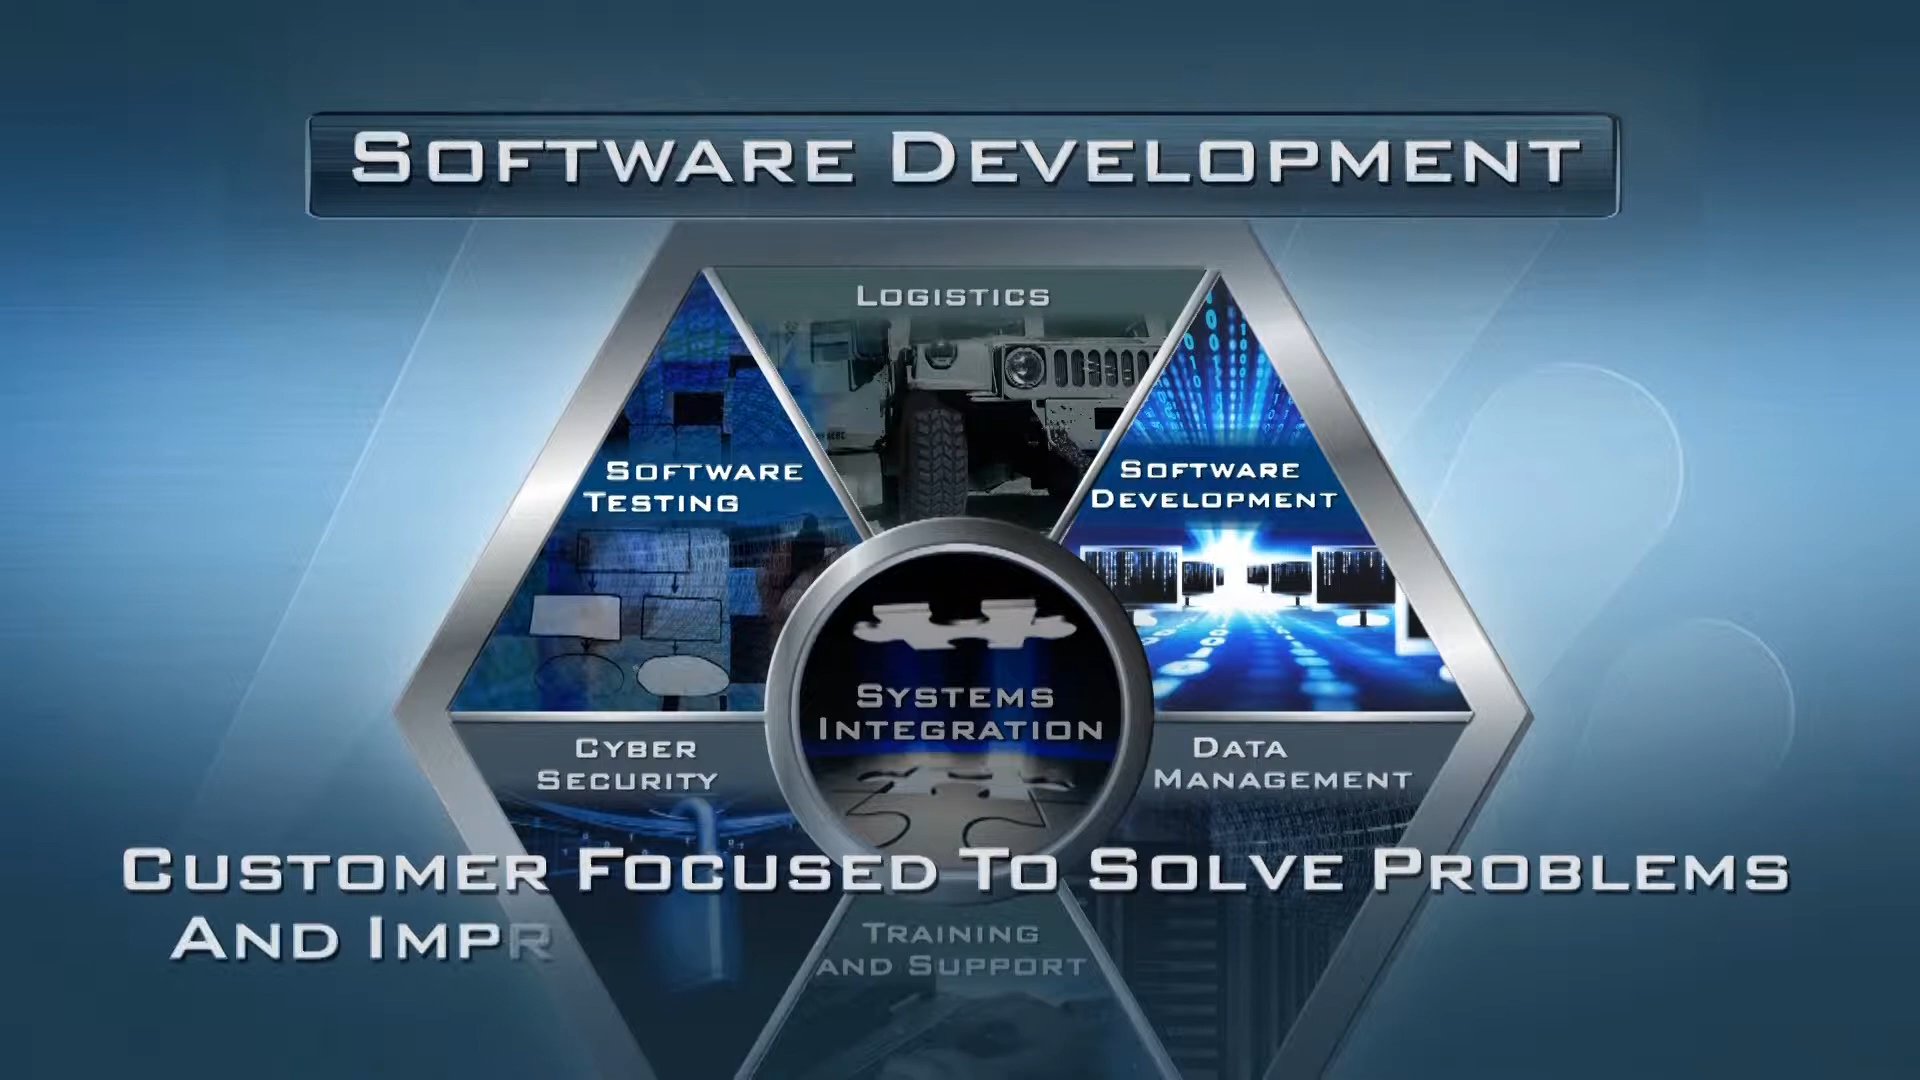 Software Development
Logistics
Software
Testing
Software
Development
Systems
Integration
Cyber
Security
Data
Management
Customer Focused To Solve Problems
And Impr
Training
and Support